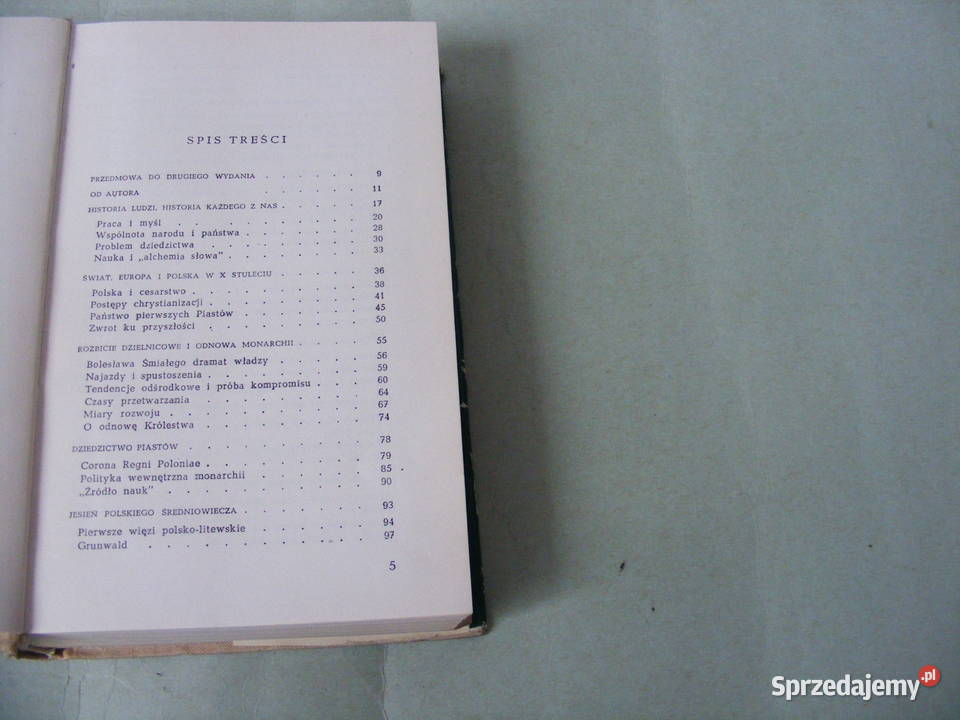 SPIS TREŚCI
PRZEDMOWA DO DRUGIEGO WYDANIA . . . . . . 9
OD AUTORA . . . . . . 11
HISTORIA LUDZI, HISTORIA KAŻDEGO Z NAS . . . . . 17
Praca i myśl . . . . . . . . . 20
Wspólnota narodu i państwa . . . . . . 28
Problem dziedzictwa . . . . . . . 30
Nauka i „alchemia słowa" . . . . . . 33
ŚWIAT, EUROPA I POLSKA W X STULECIU . . . . . 36
Polska i cesarstwo . . . . . . . . 38
Postępy chrystianizacji . . . . . . . 41
Państwo pierwszych Piastów . . . . . . 45
Zwrot ku przyszłości . . . . . . . 50
ROZBICIE DZIELNICOWE I ODNOWA MONARCHII . . . . 55
Bolesława Śmiałego dramat władzy . . . . . 56
Najazdy i spustoszenia . . . . . . . 59
Tendencje odśrodkowe i próba kompromisu . . . 60
Czasy przetwarzania . . . . . . . . 64
Miary rozwoju . . . . . . . . . 67
O odnowę Królestwa . . . . . . . . 74
DZIEDZICTWO PIASTÓW . . . . . . . . 78
Corona Regni Poloniae . . . . . . . . 79
Polityka wewnętrzna monarchii . . . . . . 85
„Źródło nauk" . . . . . . . . . 90
JESIEŃ POLSKIEGO ŚREDNIOWIECZA . . . . . . 93
Pierwsze więzi polsko-litewskie . . . . . . 94
Grunwald . . . . . . . . . . 97
5
Sprzedajemy.pl